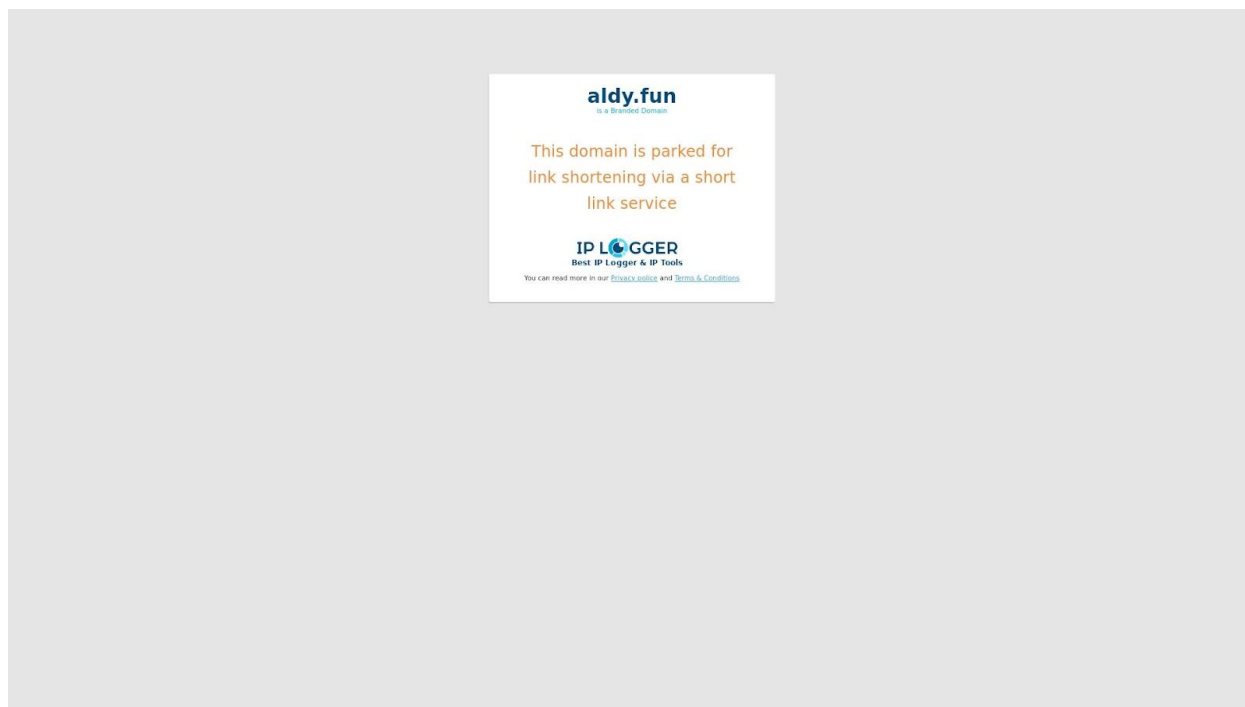 aldy.fun
is a Branded Domain
This domain is parked for
link shortening via a short
link service
IP LOGGER
Best IP Logger & IP Tools
You can read more in our Privacy police and Terms & Conditions